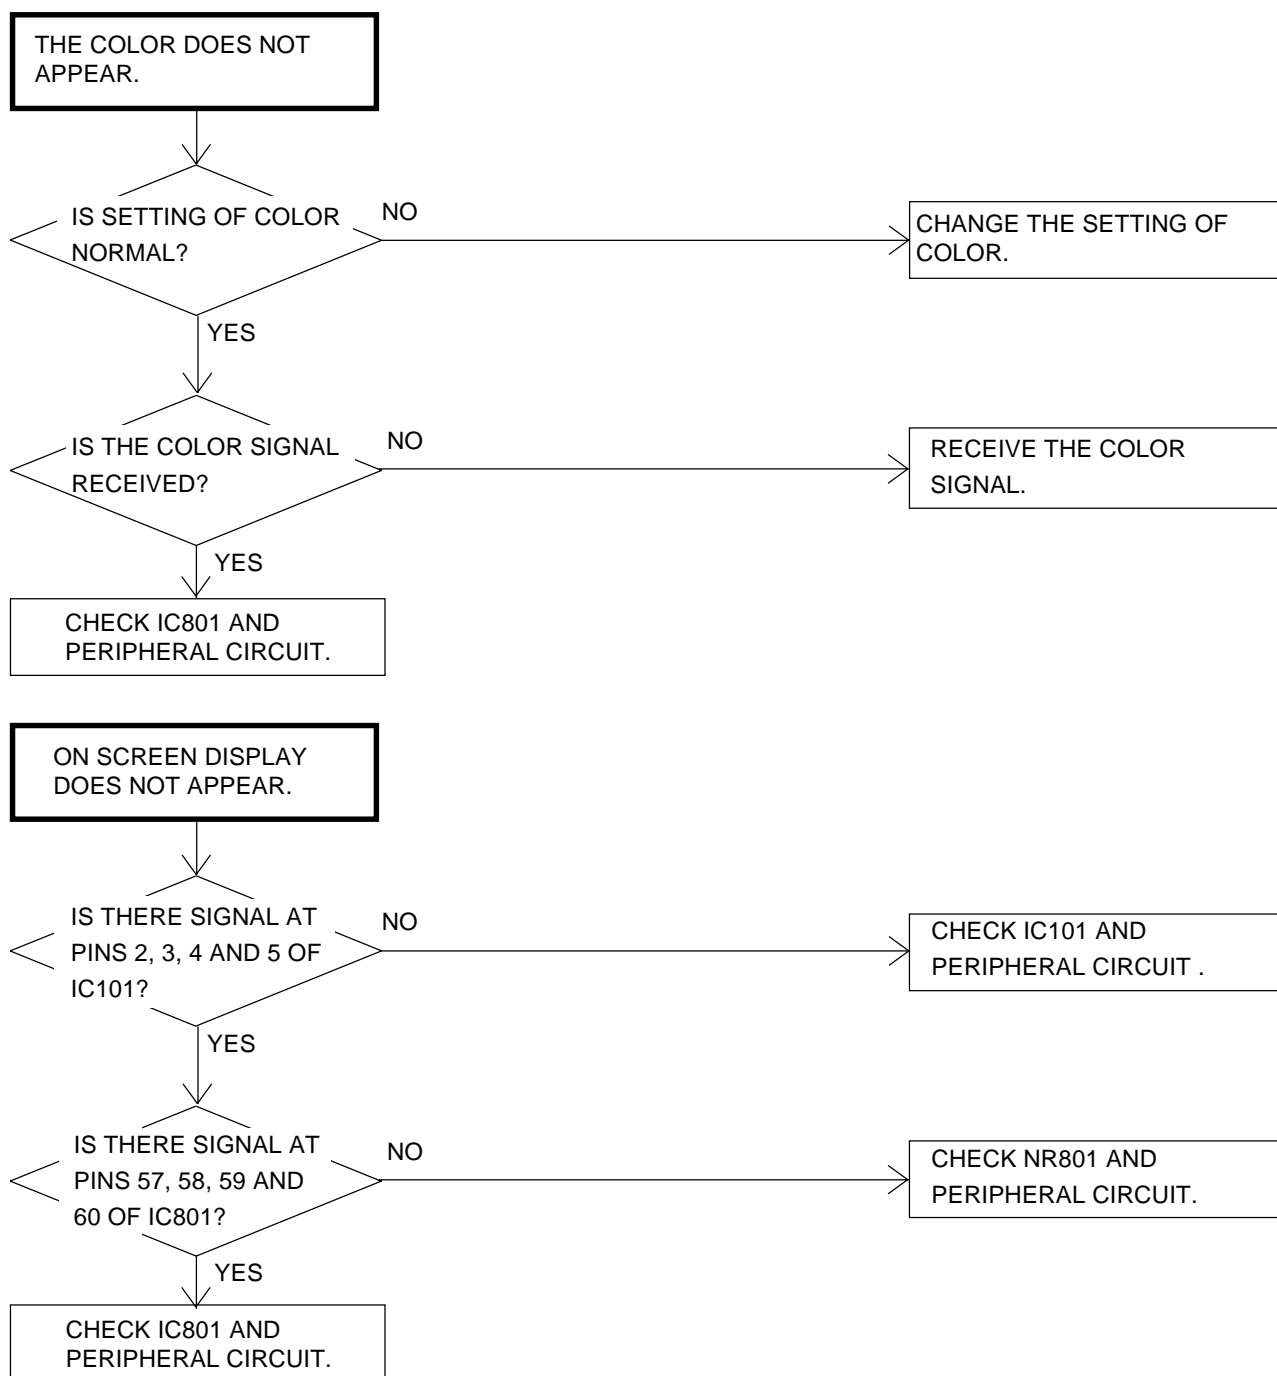 THE COLOR DOES NOT
APPEAR.
IS SETTING OF COLOR
NORMAL?
NO
CHANGE THE SETTING OF
COLOR.
YES
IS THE COLOR SIGNAL
RECEIVED?
NO
RECEIVE THE COLOR
SIGNAL.
YES
CHECK IC801 AND
PERIPHERAL CIRCUIT.
ON SCREEN DISPLAY
DOES NOT APPEAR.
IS THERE SIGNAL AT
PINS 2, 3, 4 AND 5 OF
IC101?
NO
CHECK IC101 AND
PERIPHERAL CIRCUIT .
YES
IS THERE SIGNAL AT
PINS 57, 58, 59 AND
60 OF IC801?
NO
CHECK NR801 AND
PERIPHERAL CIRCUIT.
YES
CHECK IC801 AND
PERIPHERAL CIRCUIT.